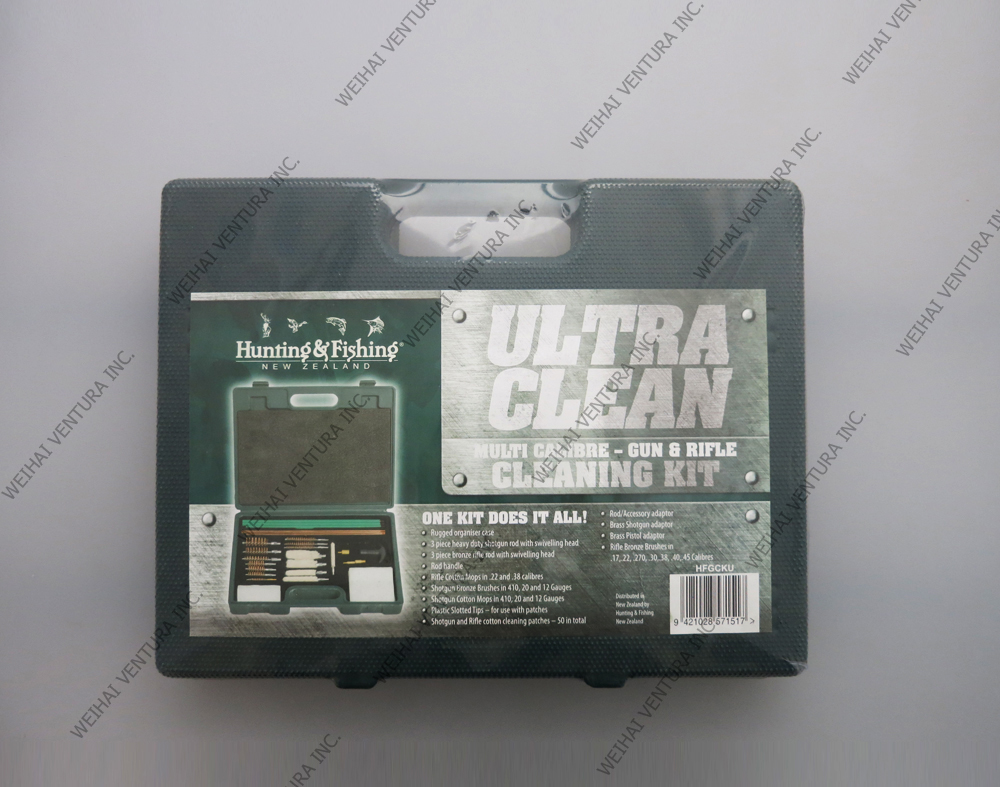 WEIHAI VENTURA INC.
Hunting & Fishing®
NEW ZEALAND
ULTRA
CLEAN
MULTI CALIBRE – GUN & RIFLE
CLEANING KIT
ONE KIT DOES IT ALL!
• Rugged organiser case
• 3 piece heavy duty shotgun rod with swivelling head
• 3 piece bronze rifle rod with swivelling head
• Rod handle
• Rifle Cotton Mops in .22 and .38 calibres
• Shotgun Bronze Brushes in 410, 20 and 12 Gauges
• Shotgun Cotton Mops in 410, 20 and 12 Gauges
• Plastic Slotted Tips – for use with patches
• Shotgun and Rifle cotton cleaning patches – 50 in total
• Rod/Accessory adaptor
• Brass Shotgun adaptor
• Brass Pistol adaptor
• Rifle Bronze Brushes in
.17, 22, 270, .30, 38, .40, .45 Calibres
HFGCKU
Distributed in
New Zealand by
Hunting & Fishing
New Zealand
9 421028 571517 >